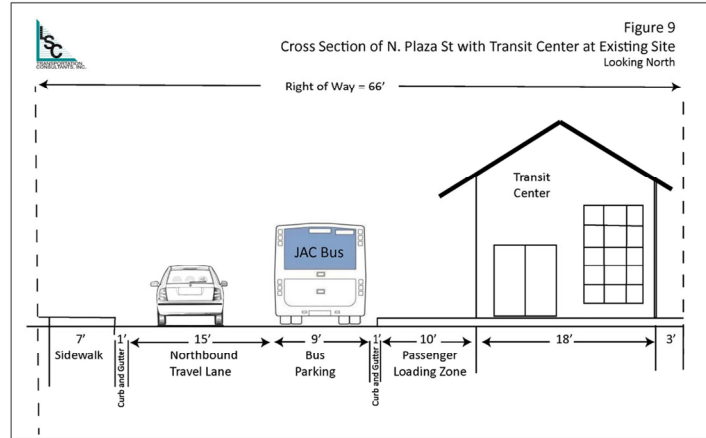 LSC
TRANSPORTATION
CONSULTANTS, INC.
Figure 9
Cross Section of N. Plaza St with Transit Center at Existing Site
Looking North
Right of Way = 66'
Transit
Center
JAC Bus
7'
Sidewalk
1'
Curb and Gutter
15'
Northbound
Travel Lane
9'
Bus
Parking
1'
Curb and Gutter
10'
Passenger
Loading Zone
18'
3'